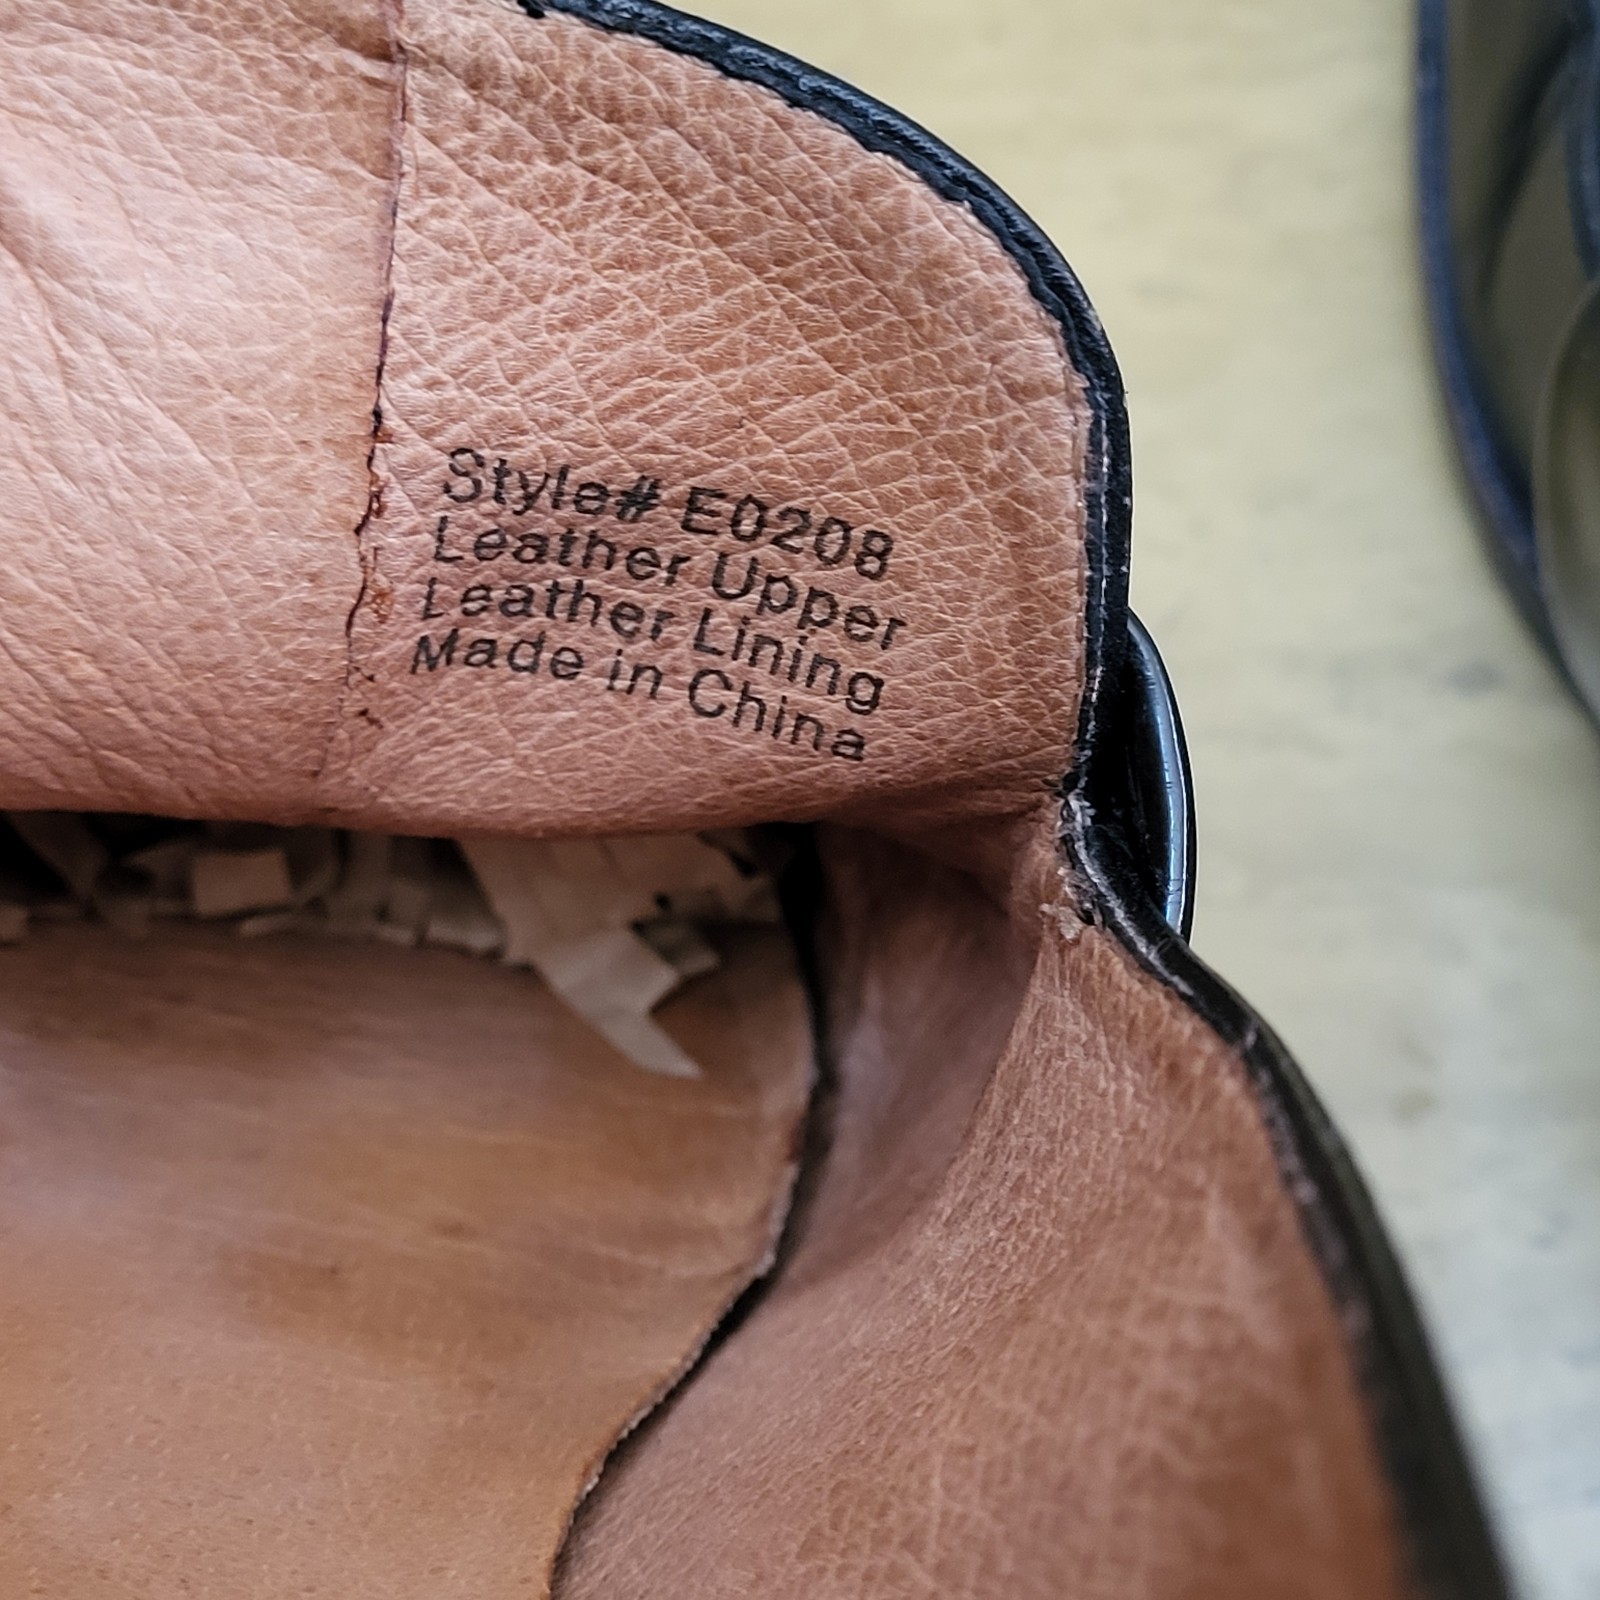 Style# E0208
Leather Upper
Leather Lining
Made in China